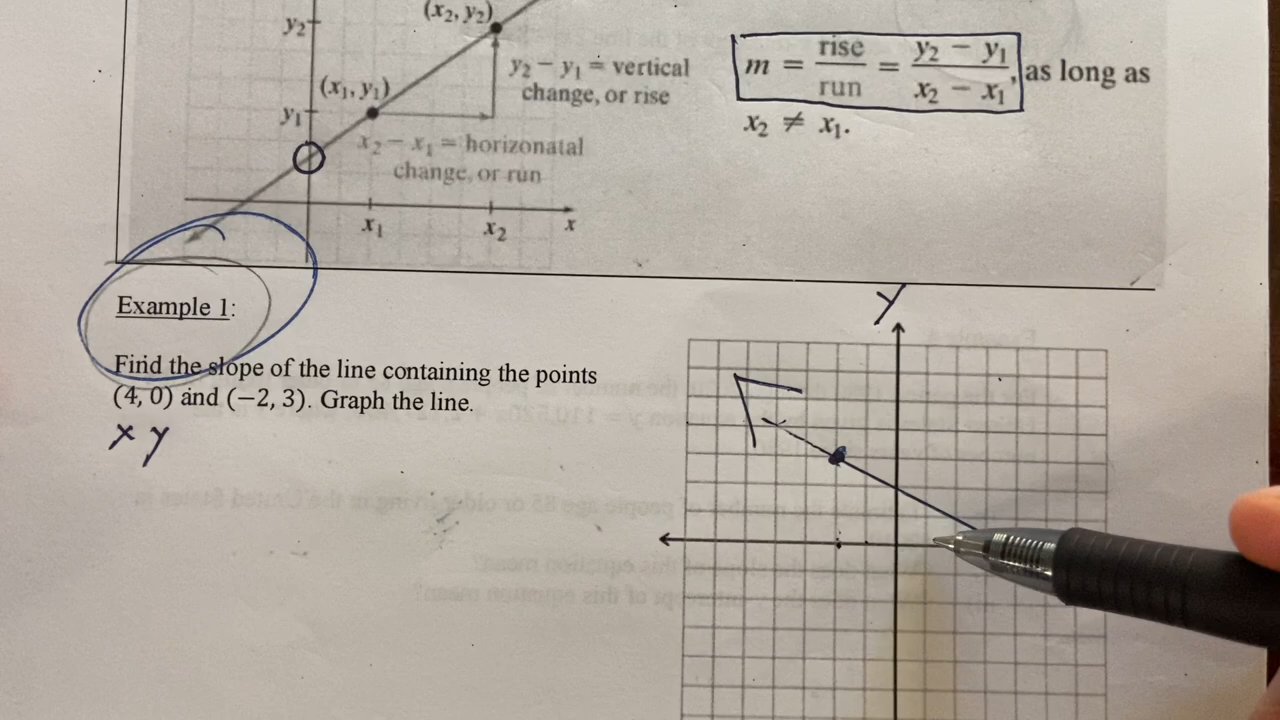 y₂
(x₂, y₂)
y₂ − y₁ = vertical
change, or rise
(x₁, y₁)
y₁
x₂ − x₁ = horizonatal
change, or run
x₁ x₂ x
m = rise/run = (y₂ − y₁)/(x₂ − x₁), as long as
x₂ ≠ x₁.
Example 1:
Find the slope of the line containing the points
(4, 0) and (−2, 3). Graph the line.
x y
y